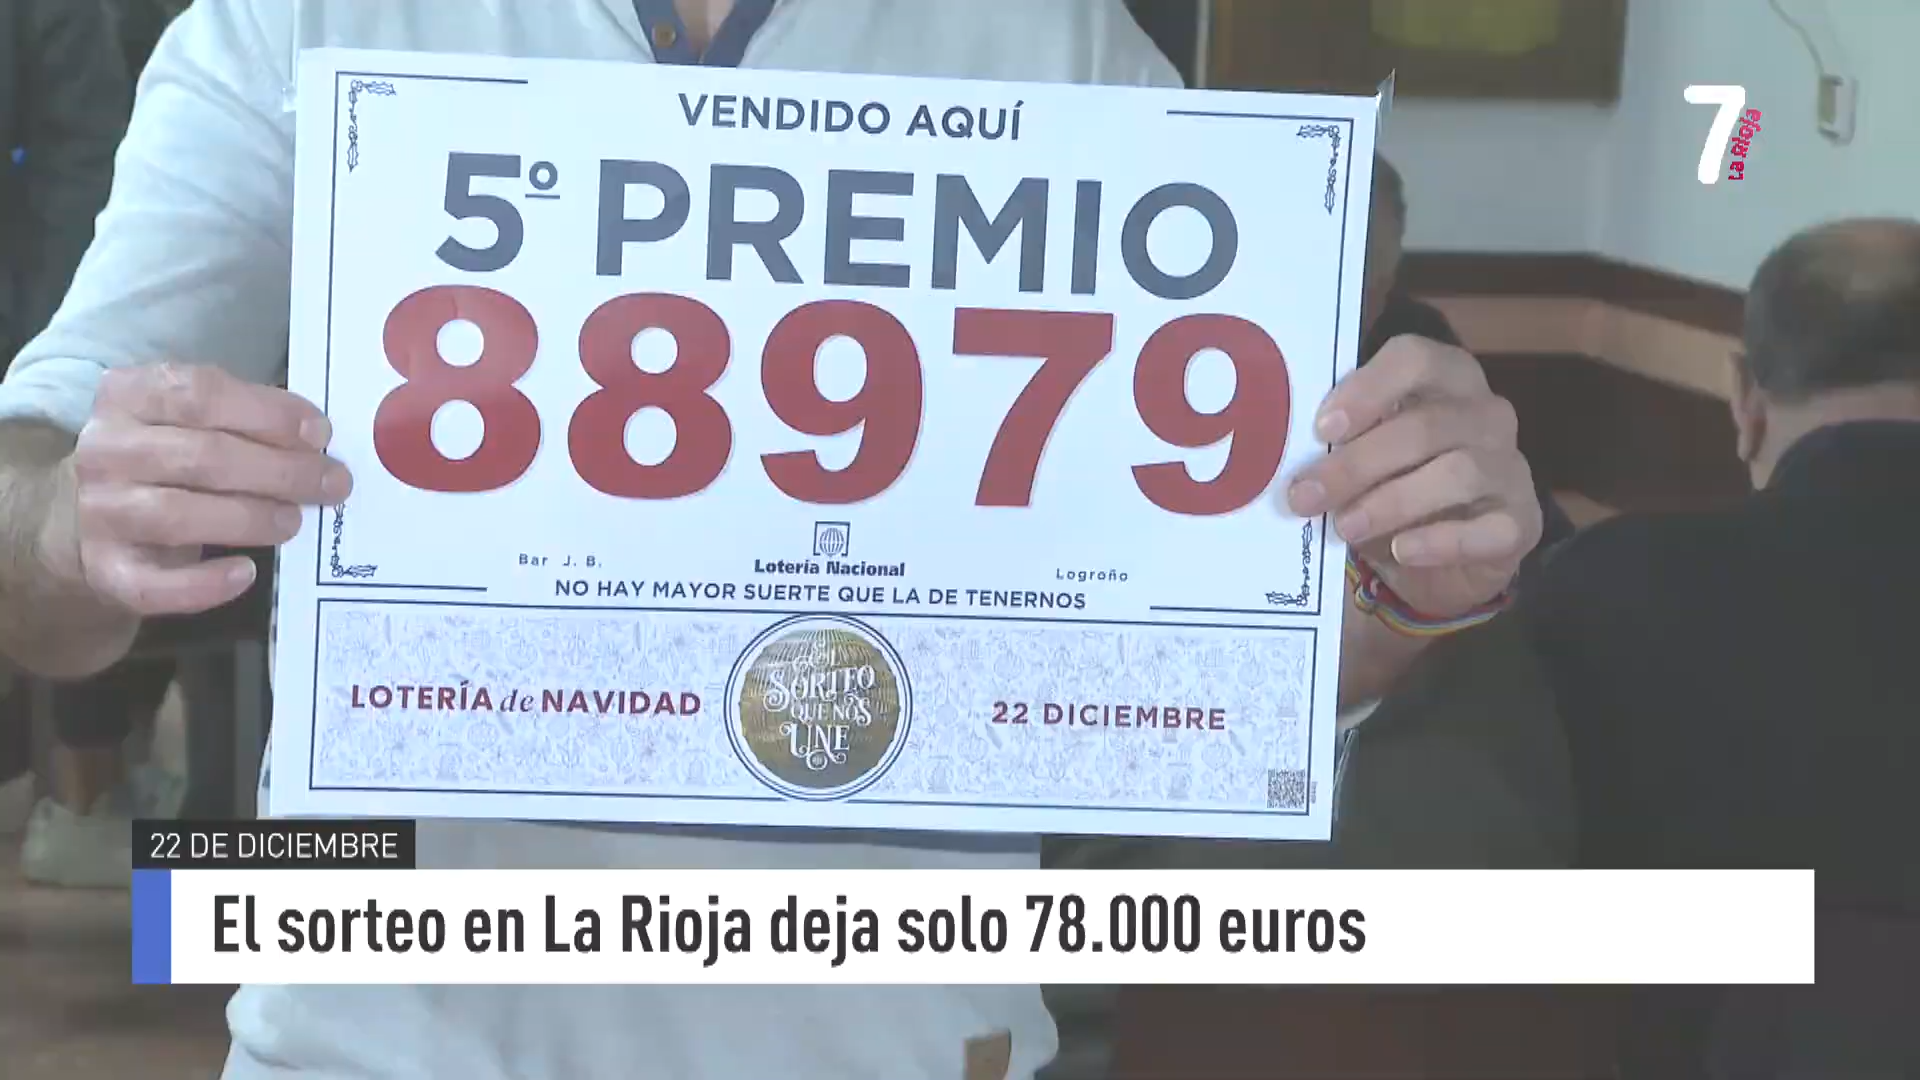 VENDIDO AQUÍ
5º PREMIO
88979
Bar J. B.
Lotería Nacional
Logroño
NO HAY MAYOR SUERTE QUE LA DE TENERNOS
LOTERÍA de NAVIDAD
EL SORTEO QUE NOS UNE
22 DICIEMBRE
7 La Rioja
22 DE DICIEMBRE
El sorteo en La Rioja deja solo 78.000 euros